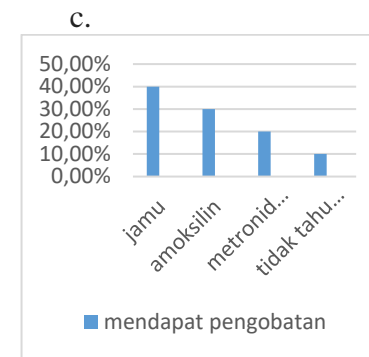 c.
50,00%
40,00%
30,00%
20,00%
10,00%
0,00%
jamu
amoksilin
metronid...
tidak tahu...
mendapat pengobatan